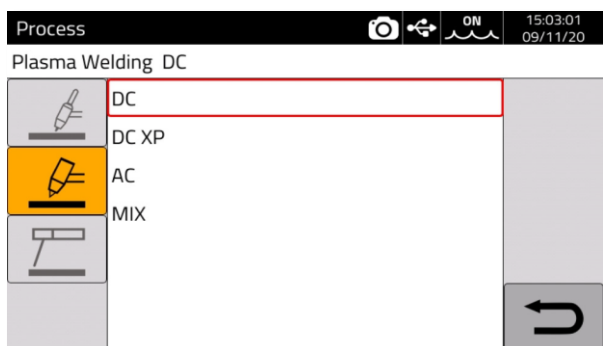 Process
ON
15:03:01
09/11/20
Plasma Welding DC
DC
DC XP
AC
MIX